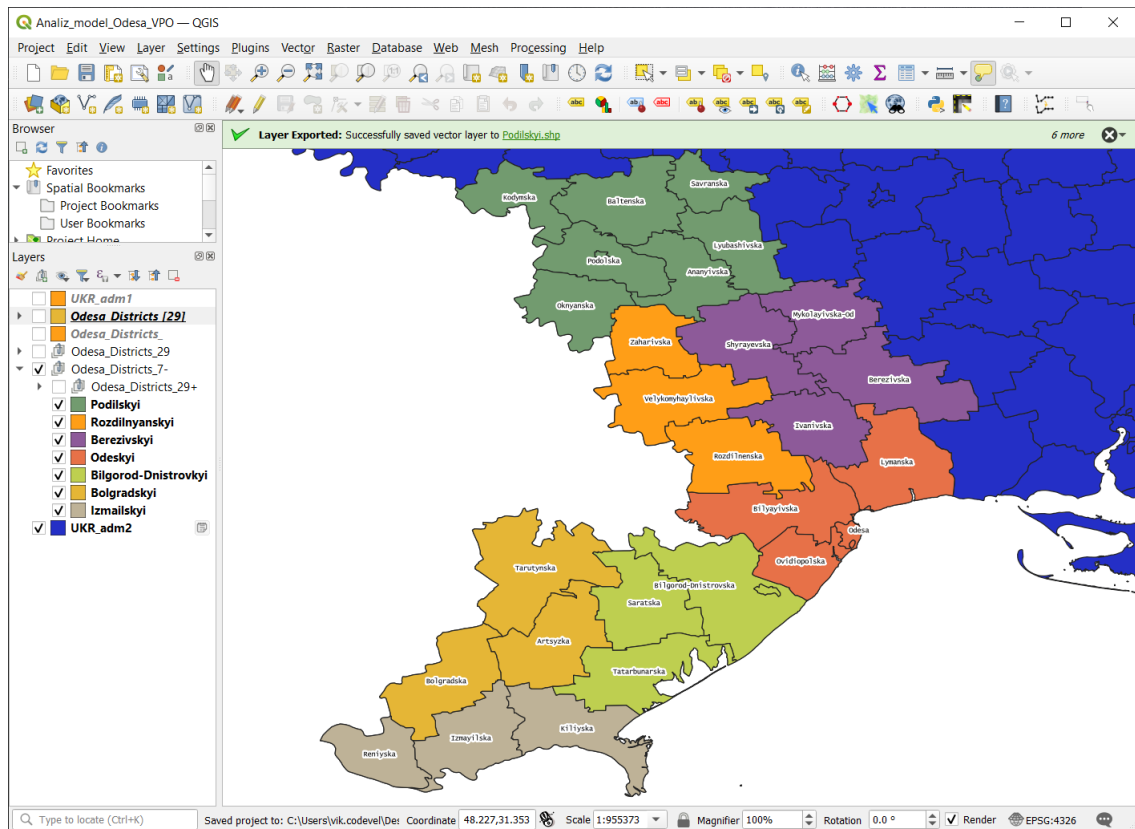 Analiz_model_Odesa_VPO — QGIS
Project Edit View Layer Settings Plugins Vector Raster Database Web Mesh Processing Help
Browser
Favorites
Spatial Bookmarks
Project Bookmarks
User Bookmarks
Project Home
Layers
UKR_adm1
Odesa_Districts [29]
Odesa_Districts_
Odesa_Districts_29
Odesa_Districts_7-
Odesa_Districts_29+
Podilskyi
Rozdilnyanskyi
Berezivskyi
Odeskyi
Bilgorod-Dnistrovkyi
Bolgradskyi
Izmailskyi
UKR_adm2
Layer Exported: Successfully saved vector layer to Podilskyi.shp 6 more
Savranska
Kodymska
Baltenska
Lyubashivska
Podolska
Ananyivska
Oknyanska
Mykolayivska-Od
Zaharivska
Shyrayevska
Berezivska
Velykomyhaylivska
Ivanivska
Rozdilnenska
Lymanska
Bilyayivska
Odesa
Ovidiopolska
Tarutynska
Bilgorod-Dnistrovska
Saratska
Artsyzka
Tatarbunarska
Bolgradska
Kiliyska
Izmayilska
Reniyska
Type to locate (Ctrl+K) Saved project to: C:\Users\vik.codevel\De Coordinate 48.227,31.353 Scale 1:955373 Magnifier 100% Rotation 0.0 ° Render EPSG:4326